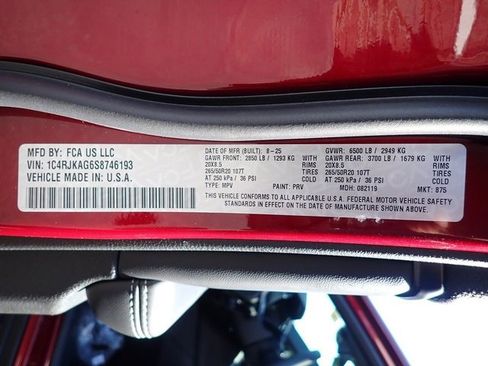 MFD BY: FCA US LLC
VIN: 1C4RJKAG6S8746193
VEHICLE MADE IN: U.S.A.
DATE OF MFR (BUILT): 8-25
GVWR: 6500 LB / 2949 KG
GAWR FRONT: 2850 LB / 1293 KG
GAWR REAR: 3700 LB / 1679 KG
20X8.5 RIMS 20X8.5 RIMS
265/50R20 107T TIRES 265/50R20 107T TIRES
AT 250 kPa / 36 PSI COLD AT 250 kPa / 36 PSI COLD
TYPE: MPV PAINT: PRV MDH: 082119 MKT: 875
THIS VEHICLE CONFORMS TO ALL APPLICABLE U.S.A. FEDERAL MOTOR VEHICLE SAFETY
STANDARDS IN EFFECT ON THE DATE OF MANUFACTURE SHOWN ABOVE.